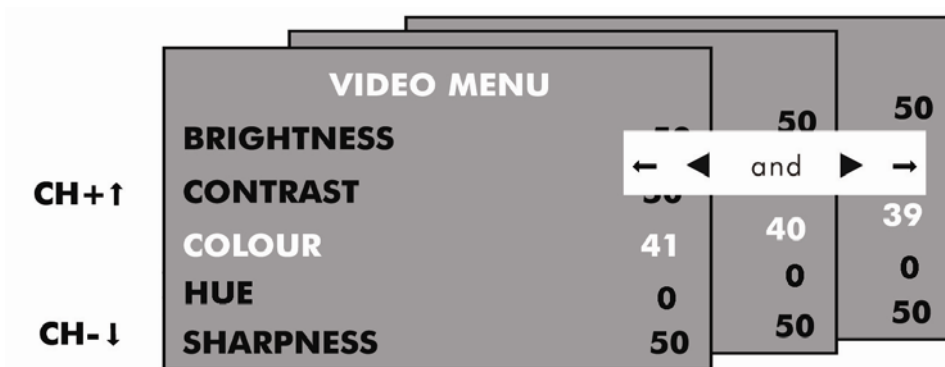 VIDEO MENU
50
BRIGHTNESS 50
← ◀ and ▶ →
CH+↑ CONTRAST
39
COLOUR 41 40
HUE 0 0 0
CH-↓ SHARPNESS 50 50 50